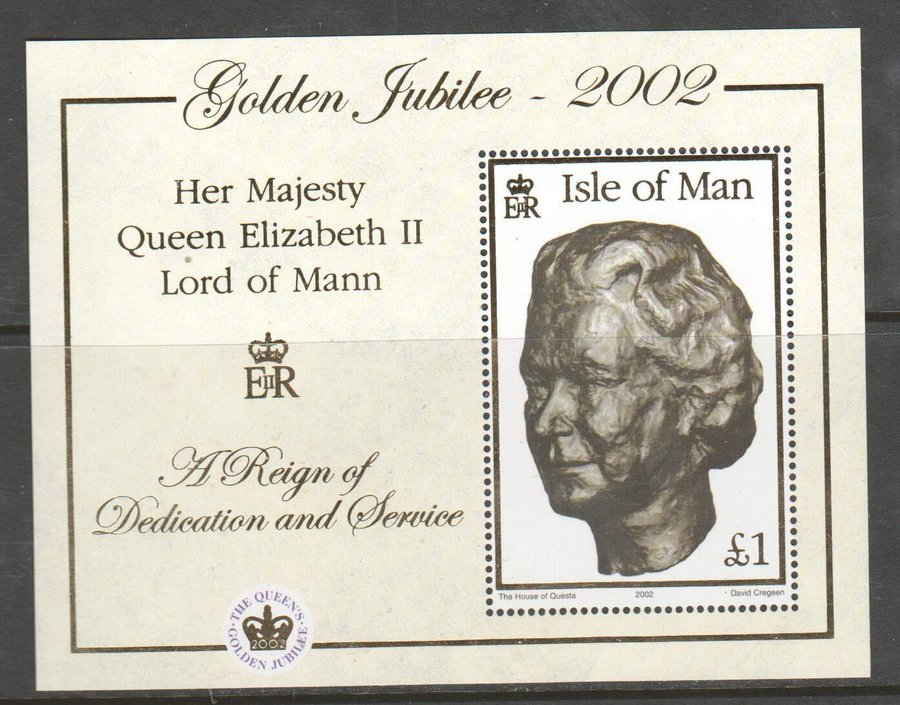 Golden Jubilee - 2002
Her Majesty
Queen Elizabeth II
Lord of Mann
EIIR
A Reign of
Dedication and Service
THE QUEEN'S
GOLDEN JUBILEE
2002
EIIR
Isle of Man
£1
The House of Questa 2002 David Cregeen